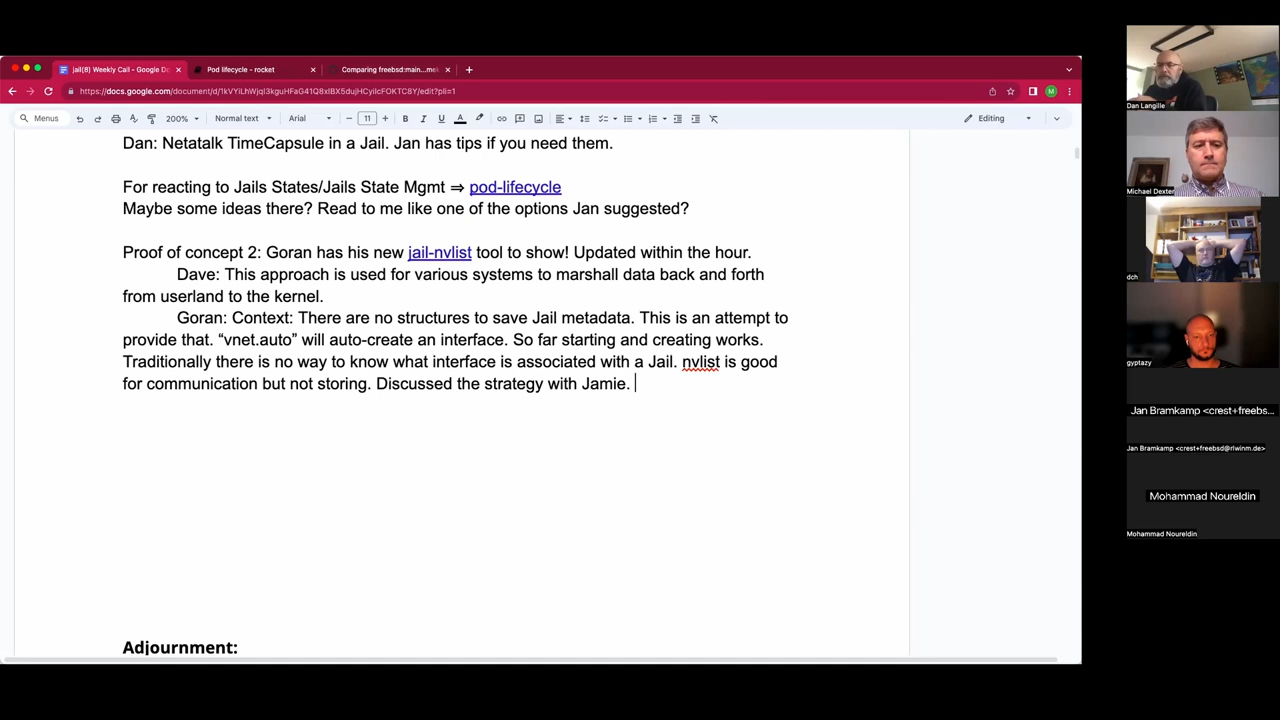 jail(8) Weekly Call - Google Do
Pod lifecycle - rocket
Comparing freebsd:main...mel
https://docs.google.com/document/d/1kVYiLhWjqI3kguHFaG41Q8xIBX5dujHCyiIcFOKTC8Y/edit?pli=1
Menus
200%
Normal text
Arial
11
Editing
Dan: Netatalk TimeCapsule in a Jail. Jan has tips if you need them.
For reacting to Jails States/Jails State Mgmt ⇒ pod-lifecycle
Maybe some ideas there? Read to me like one of the options Jan suggested?
Proof of concept 2: Goran has his new jail-nvlist tool to show! Updated within the hour.
Dave: This approach is used for various systems to marshall data back and forth
from userland to the kernel.
Goran: Context: There are no structures to save Jail metadata. This is an attempt to
provide that. “vnet.auto” will auto-create an interface. So far starting and creating works.
Traditionally there is no way to know what interface is associated with a Jail. nvlist is good
for communication but not storing. Discussed the strategy with Jamie.
Adjournment:
Dan Langille
Michael Dexter
dch
gyptazy
Jan Bramkamp <crest+freebs...
Jan Bramkamp <crest+freebsd@rlwinm.de>
Mohammad Noureldin
Mohammad Noureldin